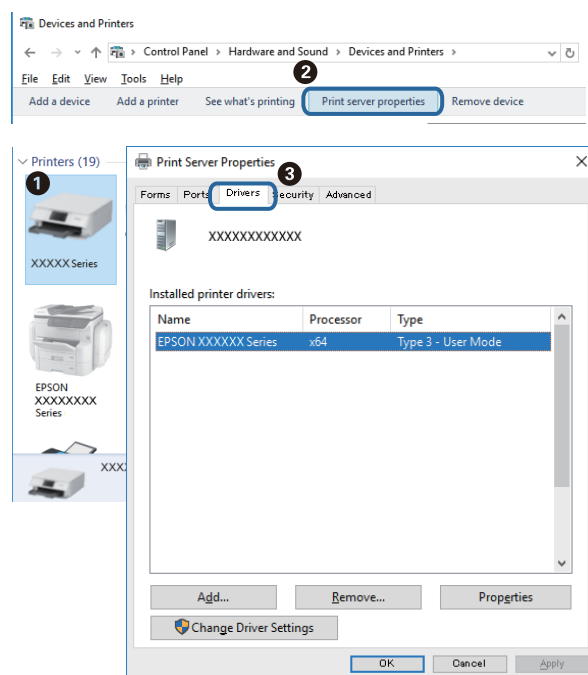 Devices and Printers
Control Panel > Hardware and Sound > Devices and Printers >
2
File Edit View Tools Help
Add a device Add a printer See what's printing Print server properties Remove device
Printers (19)
1
XXXXX Series
EPSON
XXXXXXXX
Series
XXX
Print Server Properties
3
Forms Ports Drivers Security Advanced
XXXXXXXXXXXX
Installed printer drivers:
Name Processor Type
EPSON XXXXXX Series x64 Type 3 - User Mode
Add... Remove... Properties
Change Driver Settings
OK Cancel Apply